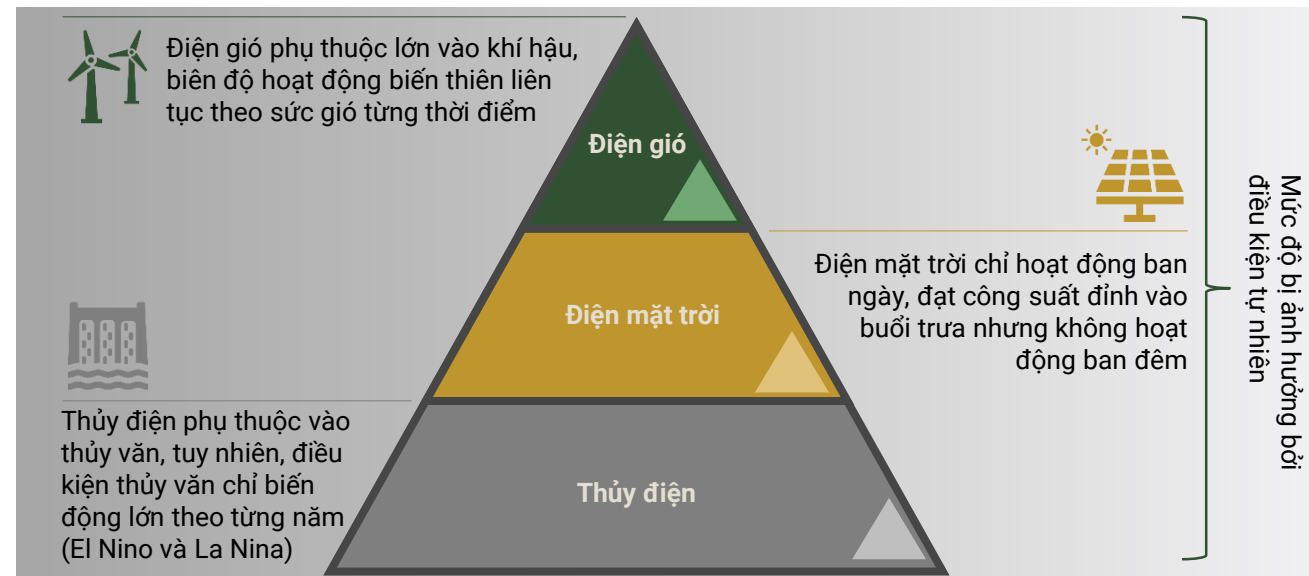 Điện gió phụ thuộc lớn vào khí hậu,
biên độ hoạt động biến thiên liên
tục theo sức gió từng thời điểm
Điện gió
Điện mặt trời chỉ hoạt động ban
ngày, đạt công suất đỉnh vào
buổi trưa nhưng không hoạt
động ban đêm
Điện mặt trời
Thủy điện phụ thuộc vào
thủy văn, tuy nhiên, điều
kiện thủy văn chỉ biến
động lớn theo từng năm
(El Nino và La Nina)
Thủy điện
Mức độ bị ảnh hưởng bởi
điều kiện tự nhiên